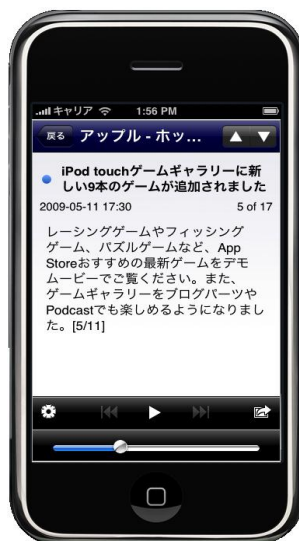 キャリア 1:56 PM
戻る アップル - ホッ...
iPod touchゲームギャラリーに新
しい9本のゲームが追加されました
2009-05-11 17:30 5 of 17
レーシングゲームやフィッシング
ゲーム、パズルゲームなど、App
Storeおすすめの最新ゲームをデモ
ムービーでご覧ください。また、
ゲームギャラリーをブログパーツや
Podcastでも楽しめるようになりまし
た。[5/11]